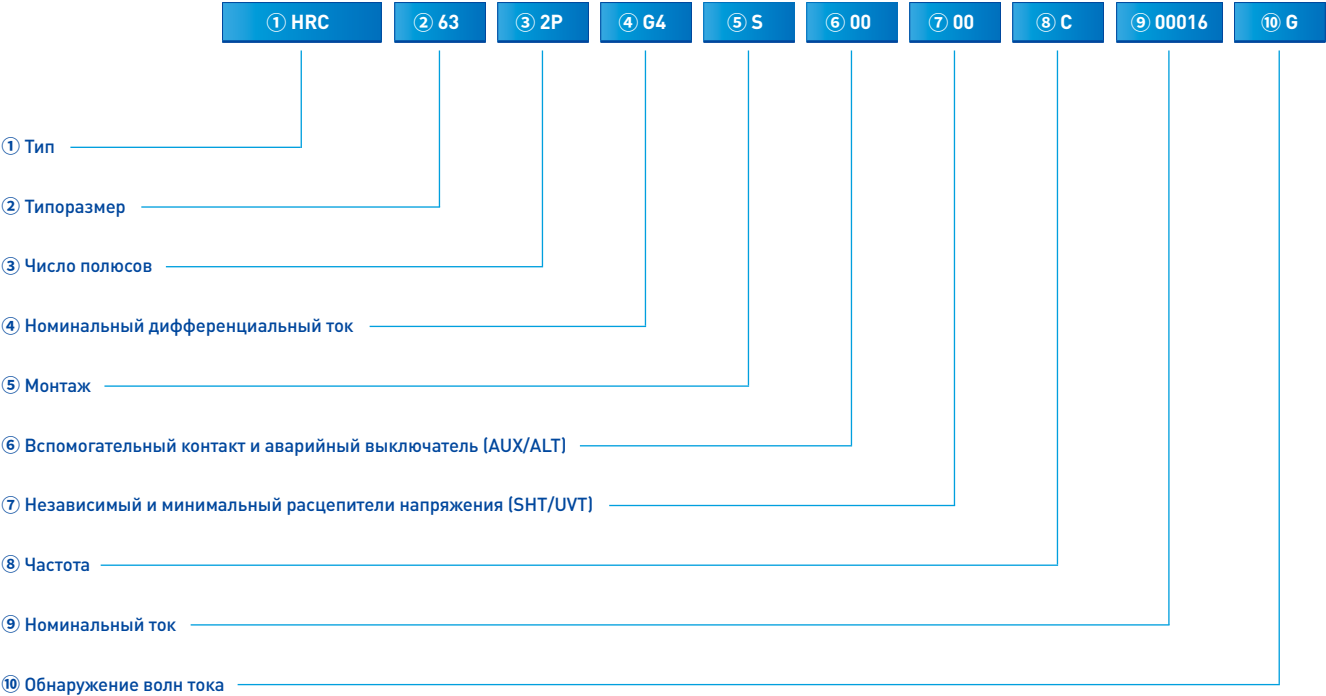 ① HRC ② 63 ③ 2P ④ G4 ⑤ S ⑥ 00 ⑦ 00 ⑧ C ⑨ 00016 ⑩ G
① Тип
② Типоразмер
③ Число полюсов
④ Номинальный дифференциальный ток
⑤ Монтаж
⑥ Вспомогательный контакт и аварийный выключатель (AUX/ALT)
⑦ Независимый и минимальный расцепители напряжения (SHT/UVT)
⑧ Частота
⑨ Номинальный ток
⑩ Обнаружение волн тока